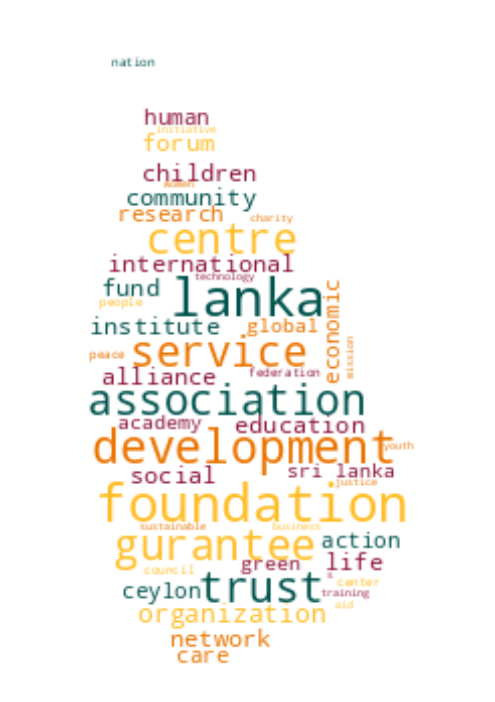 nation
human
initiative
forum
children
women
community
research
charity
centre
international
technology
fund
lanka
people
economic
institute
global
mission
peace
service
alliance
federation
association
academy
education
development
youth
social
sri lanka
justice
foundation
sustainable
business
gurantee
action
green
life
council
s
center
ceylon
trust
training
aid
organization
network
care